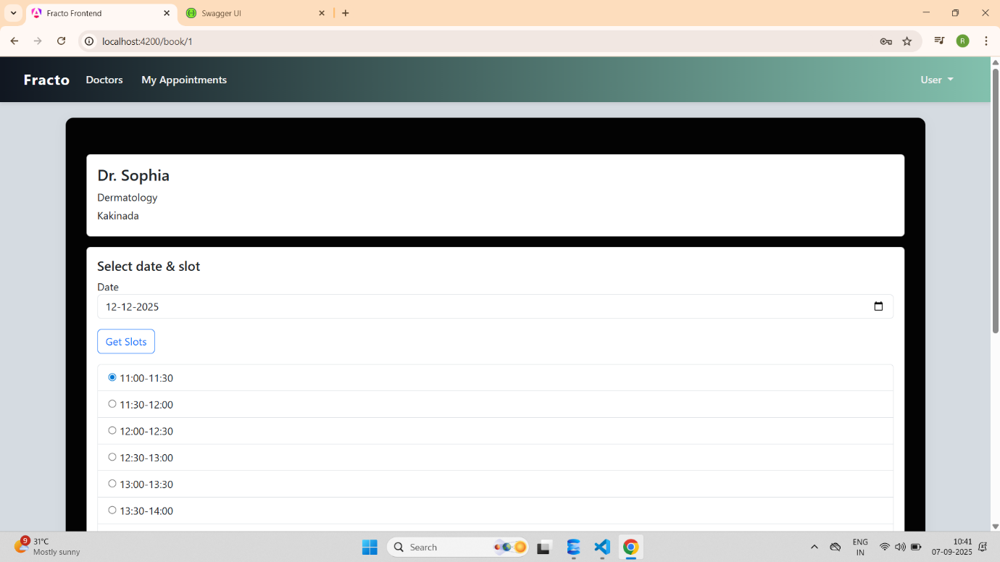 Fracto Frontend
Swagger UI
localhost:4200/book/1
R
Fracto Doctors My Appointments User
Dr. Sophia
Dermatology
Kakinada
Select date & slot
Date
12-12-2025
Get Slots
11:00-11:30
11:30-12:00
12:00-12:30
12:30-13:00
13:00-13:30
13:30-14:00
9
31°C
Mostly sunny
Search
ENG
IN
10:41
07-09-2025